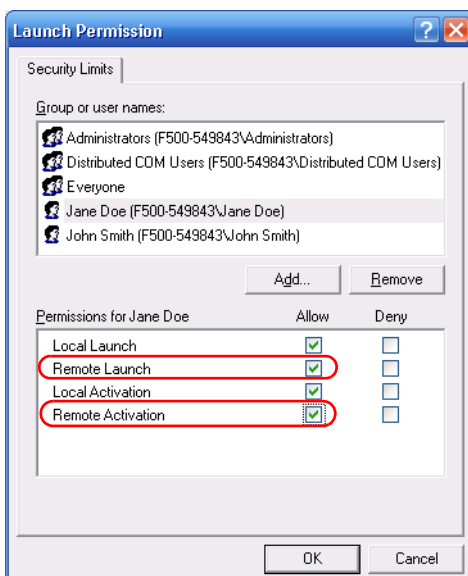 Launch Permission
Security Limits
Group or user names:
Administrators (F500-549843\Administrators)
Distributed COM Users (F500-549843\Distributed COM Users)
Everyone
Jane Doe (F500-549843\Jane Doe)
John Smith (F500-549843\John Smith)
Add... Remove
Permissions for Jane Doe Allow Deny
Local Launch
Remote Launch
Local Activation
Remote Activation
OK Cancel